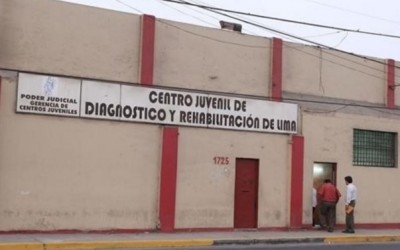 PODER JUDICIAL
GERENCIA DE
CENTROS JUVENILES
CENTRO JUVENIL DE
DIAGNOSTICO Y REHABILITACIÓN DE LIMA
1725